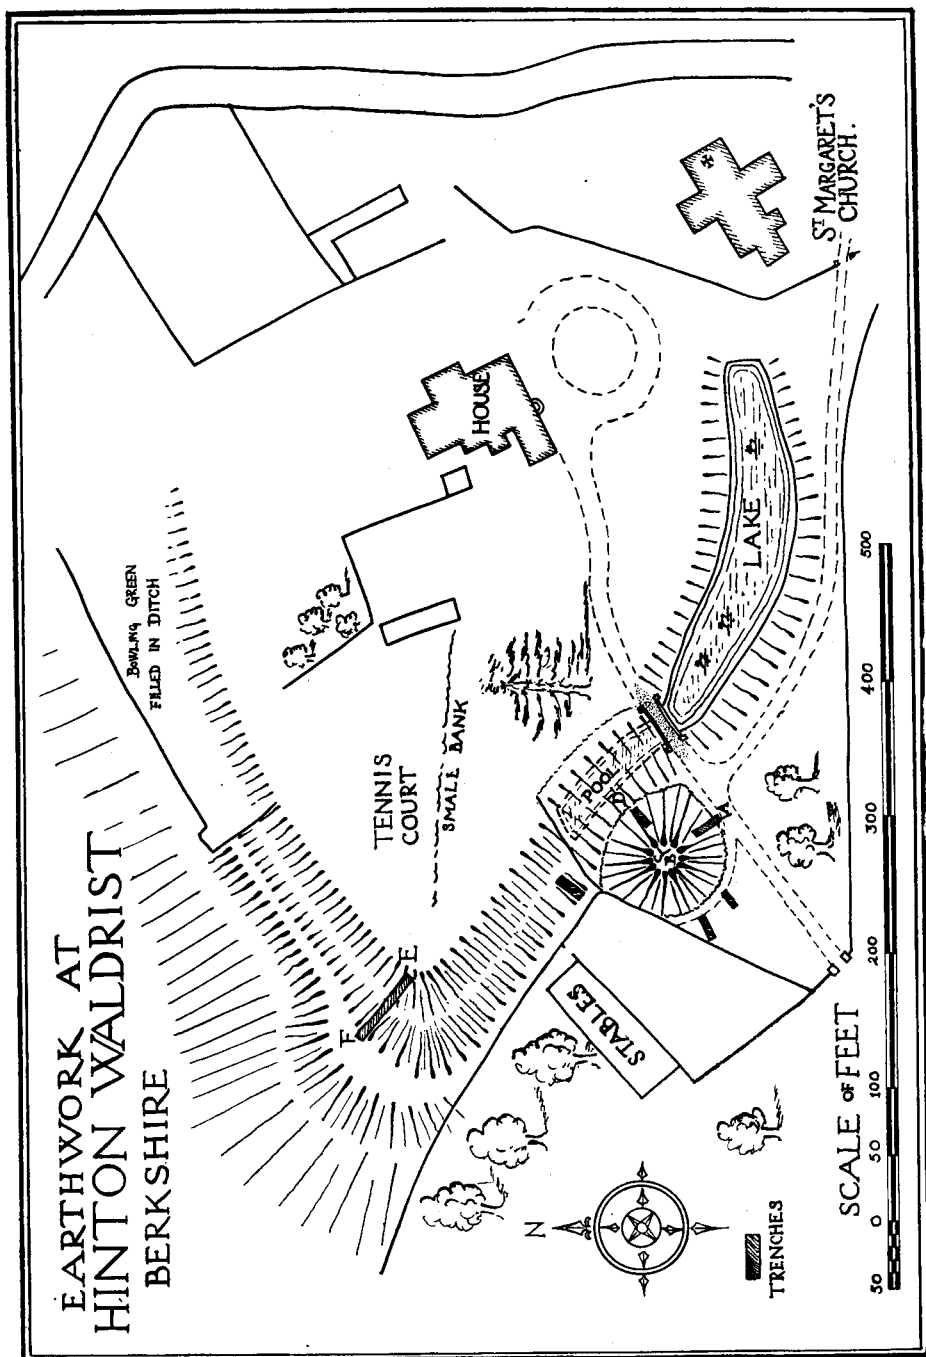 EARTHWORK AT
HINTON WALDRIST
BERKSHIRE
BOWLING GREEN
FILLED IN DITCH
TENNIS
COURT
SMALL BANK
HOUSE
ST MARGARET'S
CHURCH.
F
E
POOL
D
LAKE
STABLES
N
TRENCHES
50 0 50 100 200 300 400 500
SCALE OF FEET